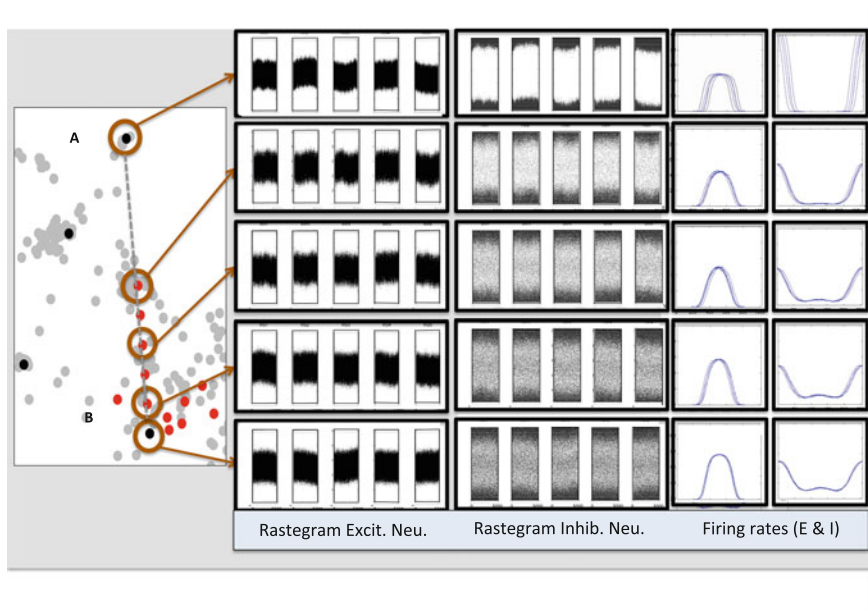 A
B
Rastegram Excit. Neu.
Rastegram Inhib. Neu.
Firing rates (E & I)